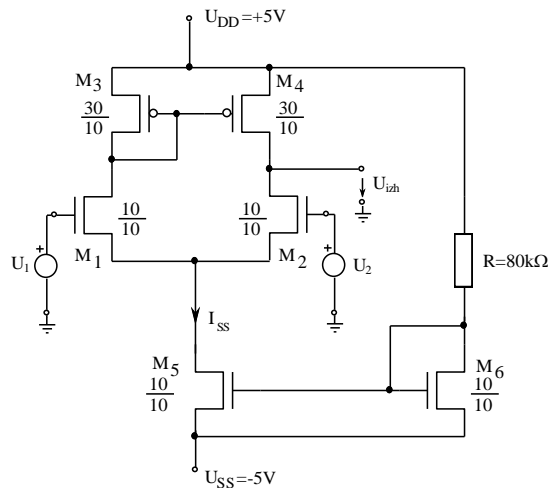 U_DD=+5V
M_3
M_4
30
10
30
10
10
10
10
10
U_izh
U_1
+
M_1
M_2
+
U_2
R=80kΩ
I_SS
M_5
10
10
M_6
10
10
U_SS=-5V